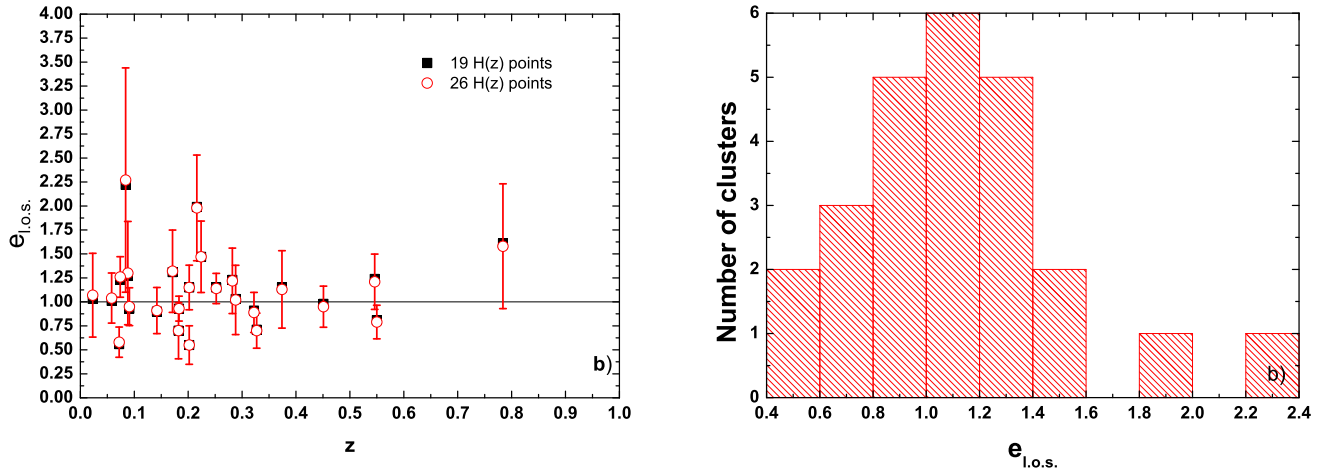 4.00
3.75
3.50
3.25
3.00
2.75
2.50
2.25
2.00
1.75
1.50
1.25
1.00
0.75
0.50
0.25
0.00
e l.o.s.
19 H(z) points
26 H(z) points
b)
0.0 0.1 0.2 0.3 0.4 0.5 0.6 0.7 0.8 0.9 1.0
z
6
5
4
3
2
1
0
Number of clusters
b)
0.4 0.6 0.8 1.0 1.2 1.4 1.6 1.8 2.0 2.2 2.4
e l.o.s.